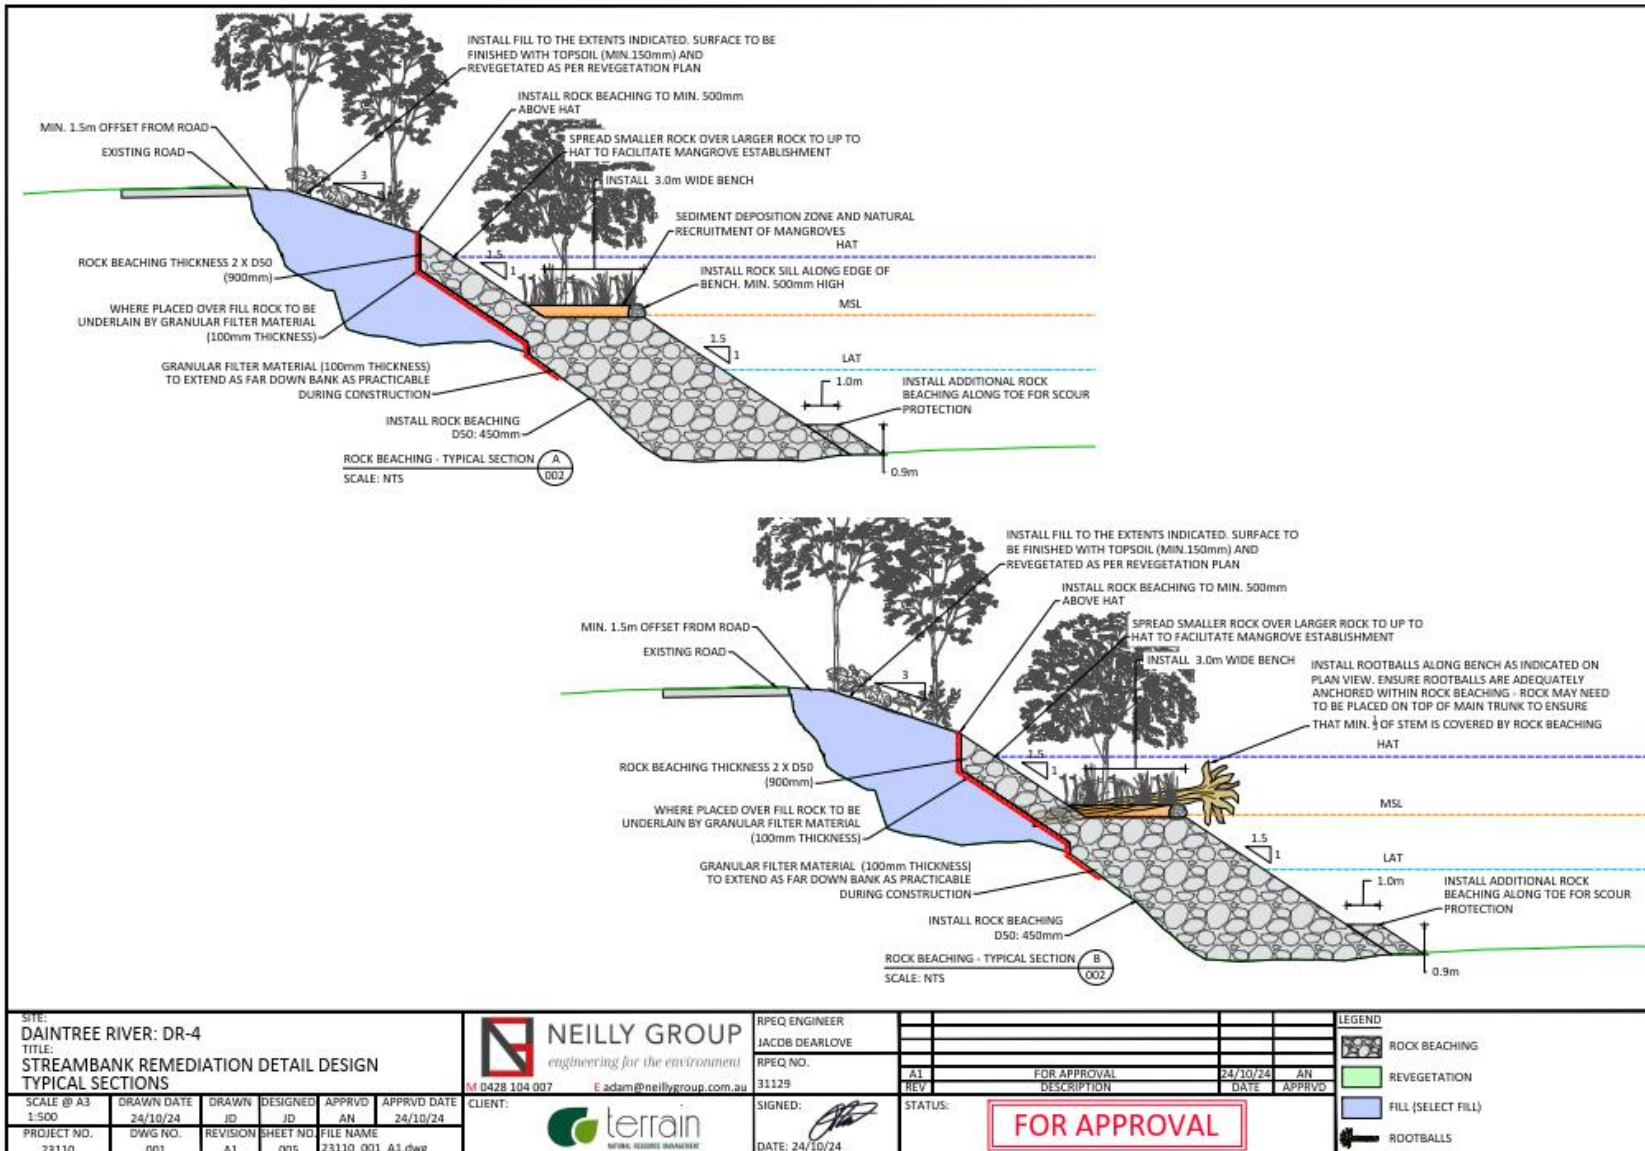 INSTALL FILL TO THE EXTENTS INDICATED. SURFACE TO BE
FINISHED WITH TOPSOIL (MIN.150mm) AND
REVEGETATED AS PER REVEGETATION PLAN
INSTALL ROCK BEACHING TO MIN. 500mm
ABOVE HAT
MIN. 1.5m OFFSET FROM ROAD
EXISTING ROAD
SPREAD SMALLER ROCK OVER LARGER ROCK TO UP TO
HAT TO FACILITATE MANGROVE ESTABLISHMENT
3
1
INSTALL 3.0m WIDE BENCH
SEDIMENT DEPOSITION ZONE AND NATURAL
RECRUITMENT OF MANGROVES
HAT
ROCK BEACHING THICKNESS 2 X D50
(900mm)
1.5
1
INSTALL ROCK SILL ALONG EDGE OF
BENCH. MIN. 500mm HIGH
MSL
WHERE PLACED OVER FILL ROCK TO BE
UNDERLAIN BY GRANULAR FILTER MATERIAL
(100mm THICKNESS)
1.5
1
LAT
GRANULAR FILTER MATERIAL (100mm THICKNESS)
TO EXTEND AS FAR DOWN BANK AS PRACTICABLE
DURING CONSTRUCTION
1.0m
INSTALL ADDITIONAL ROCK
BEACHING ALONG TOE FOR SCOUR
PROTECTION
INSTALL ROCK BEACHING
D50: 450mm
ROCK BEACHING - TYPICAL SECTION
A
002
SCALE: NTS
0.9m
INSTALL FILL TO THE EXTENTS INDICATED. SURFACE TO
BE FINISHED WITH TOPSOIL (MIN.150mm) AND
REVEGETATED AS PER REVEGETATION PLAN
INSTALL ROCK BEACHING TO MIN. 500mm
ABOVE HAT
MIN. 1.5m OFFSET FROM ROAD
EXISTING ROAD
SPREAD SMALLER ROCK OVER LARGER ROCK TO UP TO
HAT TO FACILITATE MANGROVE ESTABLISHMENT
3
INSTALL 3.0m WIDE BENCH
INSTALL ROOTBALLS ALONG BENCH AS INDICATED ON
PLAN VIEW. ENSURE ROOTBALLS ARE ADEQUATELY
ANCHORED WITHIN ROCK BEACHING - ROCK MAY NEED
TO BE PLACED ON TOP OF MAIN TRUNK TO ENSURE
THAT MIN. OF STEM IS COVERED BY ROCK BEACHING
HAT
ROCK BEACHING THICKNESS 2 X D50
(900mm)
1.5
1
MSL
WHERE PLACED OVER FILL ROCK TO BE
UNDERLAIN BY GRANULAR FILTER MATERIAL
(100mm THICKNESS)
1.5
1
LAT
GRANULAR FILTER MATERIAL (100mm THICKNESS)
TO EXTEND AS FAR DOWN BANK AS PRACTICABLE
DURING CONSTRUCTION
1.0m
INSTALL ADDITIONAL ROCK
BEACHING ALONG TOE FOR SCOUR
PROTECTION
INSTALL ROCK BEACHING
D50: 450mm
ROCK BEACHING - TYPICAL SECTION
B
002
SCALE: NTS
0.9m
SITE:
DAINTREE RIVER: DR-4
TITLE:
STREAMBANK REMEDIATION DETAIL DESIGN
TYPICAL SECTIONS
SCALE @ A3
1:500
DRAWN DATE
24/10/24
DRAWN
JD
DESIGNED
JD
APPRVD
AN
APPRVD DATE
24/10/24
PROJECT NO.
23110
DWG NO.
001
REVISION
A1
SHEET NO.
005
FILE NAME
23110_001_A1.dwg
NEILLY GROUP
engineering for the environment
M 0428 104 007
E adam@neillygroup.com.au
CLIENT:
terrain
NATURAL RESOURCE MANAGEMENT
RPEQ ENGINEER
JACOB DEARLOVE
RPEQ NO.
31129
SIGNED:
DATE: 24/10/24
A1 FOR APPROVAL 24/10/24 AN
REV DESCRIPTION DATE APPRVD
STATUS:
FOR APPROVAL
LEGEND
ROCK BEACHING
REVEGETATION
FILL (SELECT FILL)
ROOTBALLS